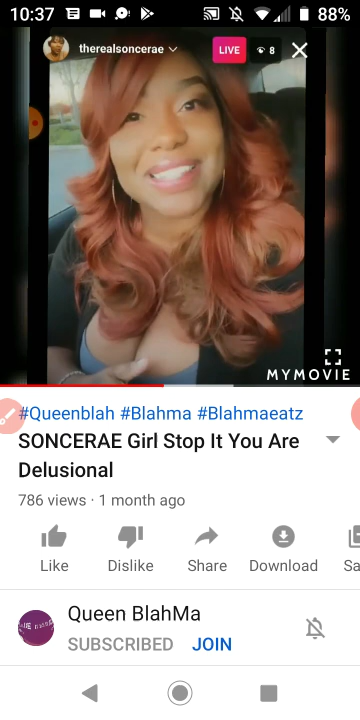 10:37
88%
therealsoncerae
LIVE
8
MYMOVIE
#Queenblah #Blahma #Blahmaeatz
SONCERAE Girl Stop It You Are
Delusional
786 views · 1 month ago
Like
Dislike
Share
Download
Sa
Queen BlahMa
SUBSCRIBED
JOIN